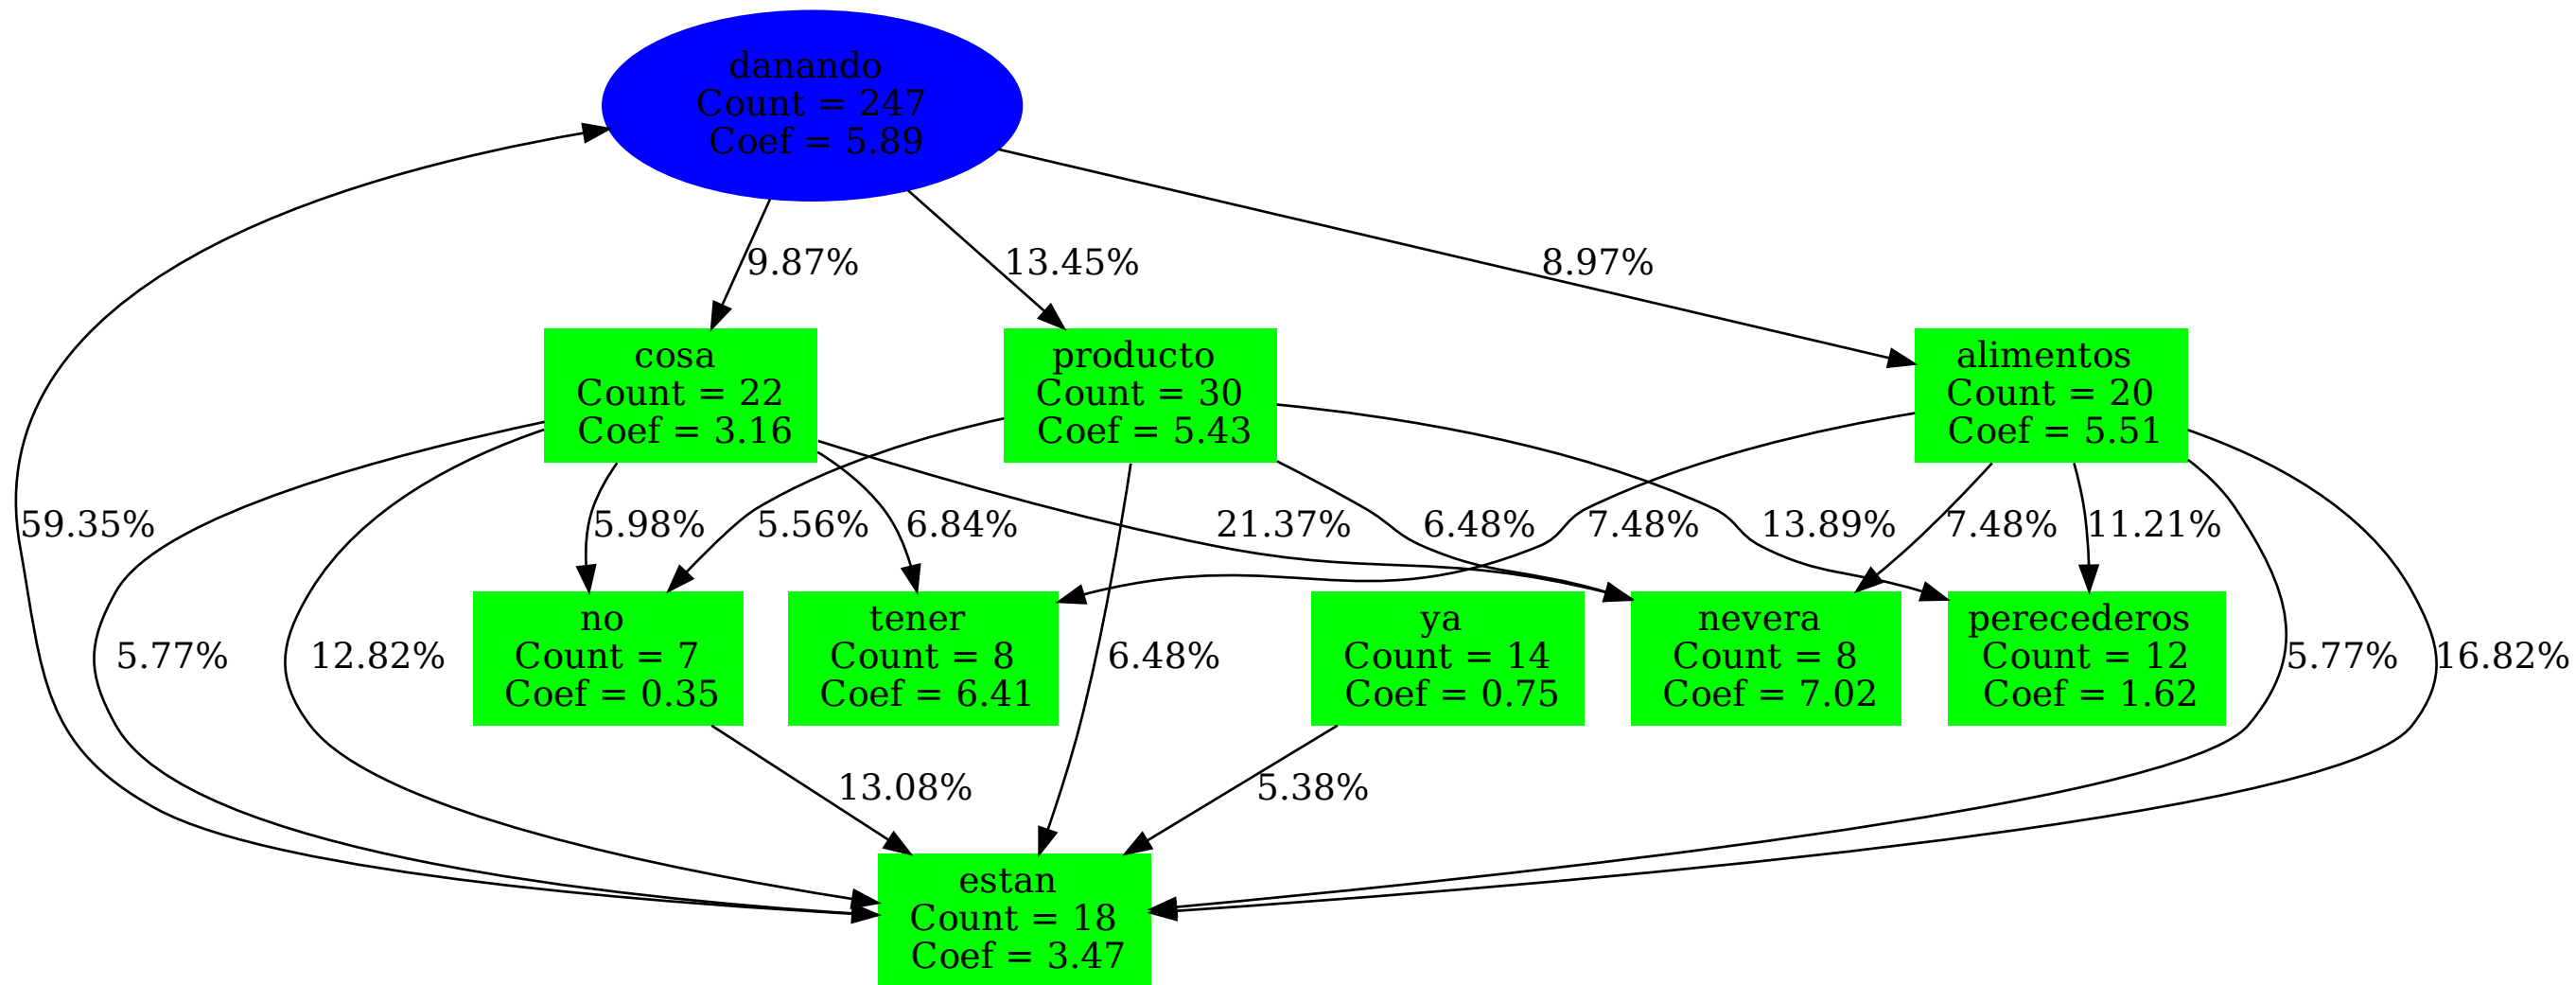 danando
Count = 247
Coef = 5.89
9.87%
13.45%
8.97%
cosa
Count = 22
Coef = 3.16
producto
Count = 30
Coef = 5.43
alimentos
Count = 20
Coef = 5.51
59.35%
5.98%
5.56%
6.84%
21.37%
6.48%
7.48%
13.89%
7.48%
11.21%
5.77%
12.82%
no
Count = 7
Coef = 0.35
tener
Count = 8
Coef = 6.41
6.48%
ya
Count = 14
Coef = 0.75
nevera
Count = 8
Coef = 7.02
perecederos
Count = 12
Coef = 1.62
5.77%
16.82%
13.08%
5.38%
estan
Count = 18
Coef = 3.47